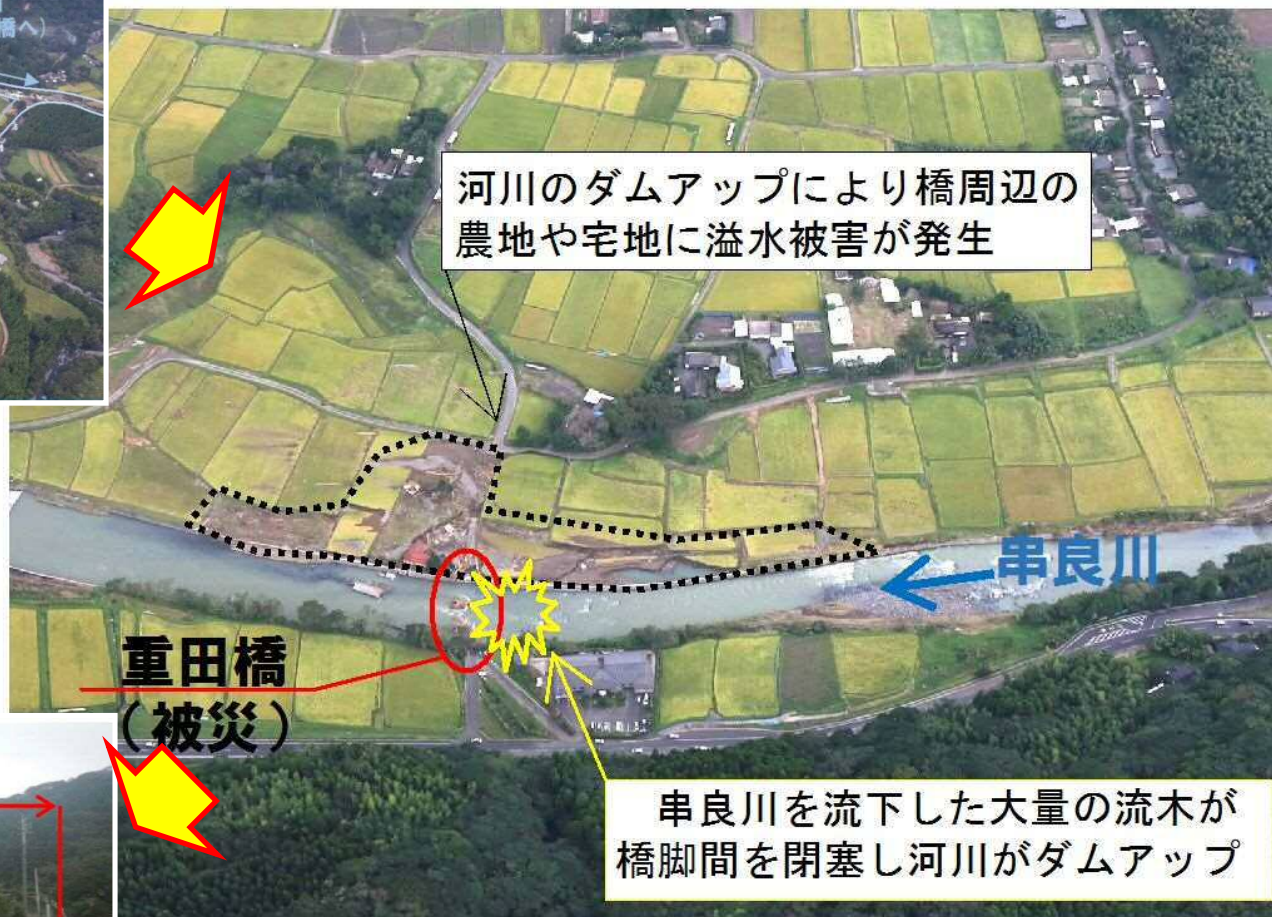 橋へ)
河川のダムアップにより橋周辺の
農地や宅地に溢水被害が発生
串良川
重田橋
(被災)
串良川を流下した大量の流木が
橋脚間を閉塞し河川がダムアップ